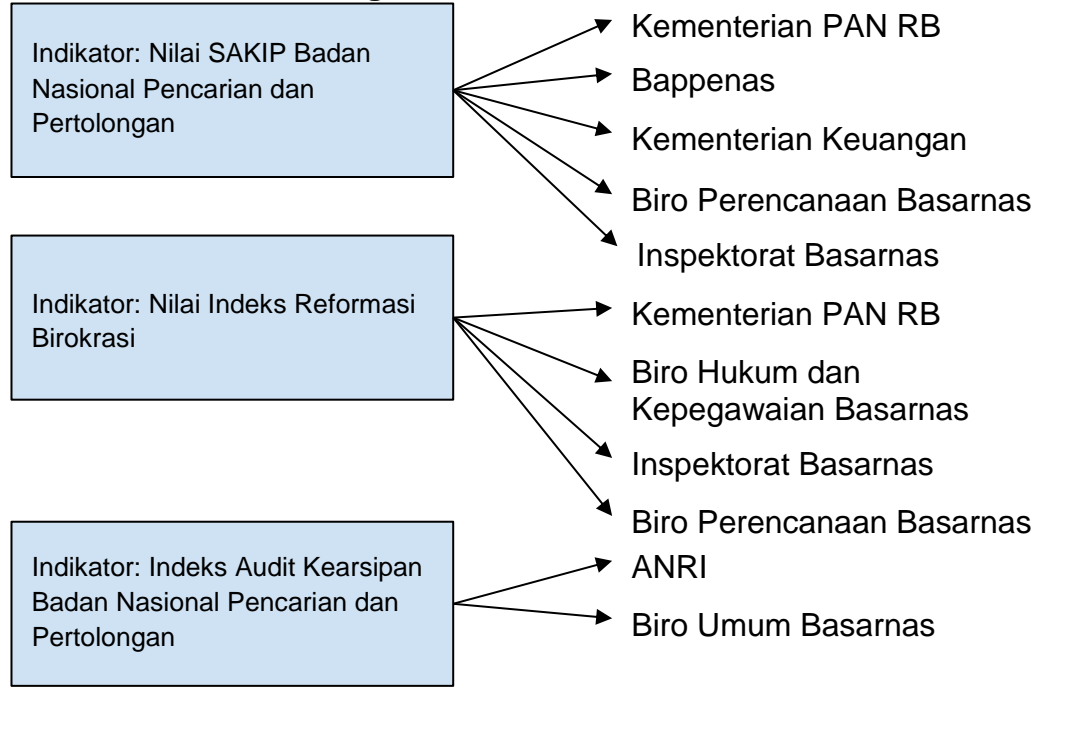 Indikator: Nilai SAKIP Badan
Nasional Pencarian dan
Pertolongan
Kementerian PAN RB
Bappenas
Kementerian Keuangan
Biro Perencanaan Basarnas
Inspektorat Basarnas
Indikator: Nilai Indeks Reformasi
Birokrasi
Kementerian PAN RB
Biro Hukum dan
Kepegawaian Basarnas
Inspektorat Basarnas
Biro Perencanaan Basarnas
Indikator: Indeks Audit Kearsipan
Badan Nasional Pencarian dan
Pertolongan
ANRI
Biro Umum Basarnas